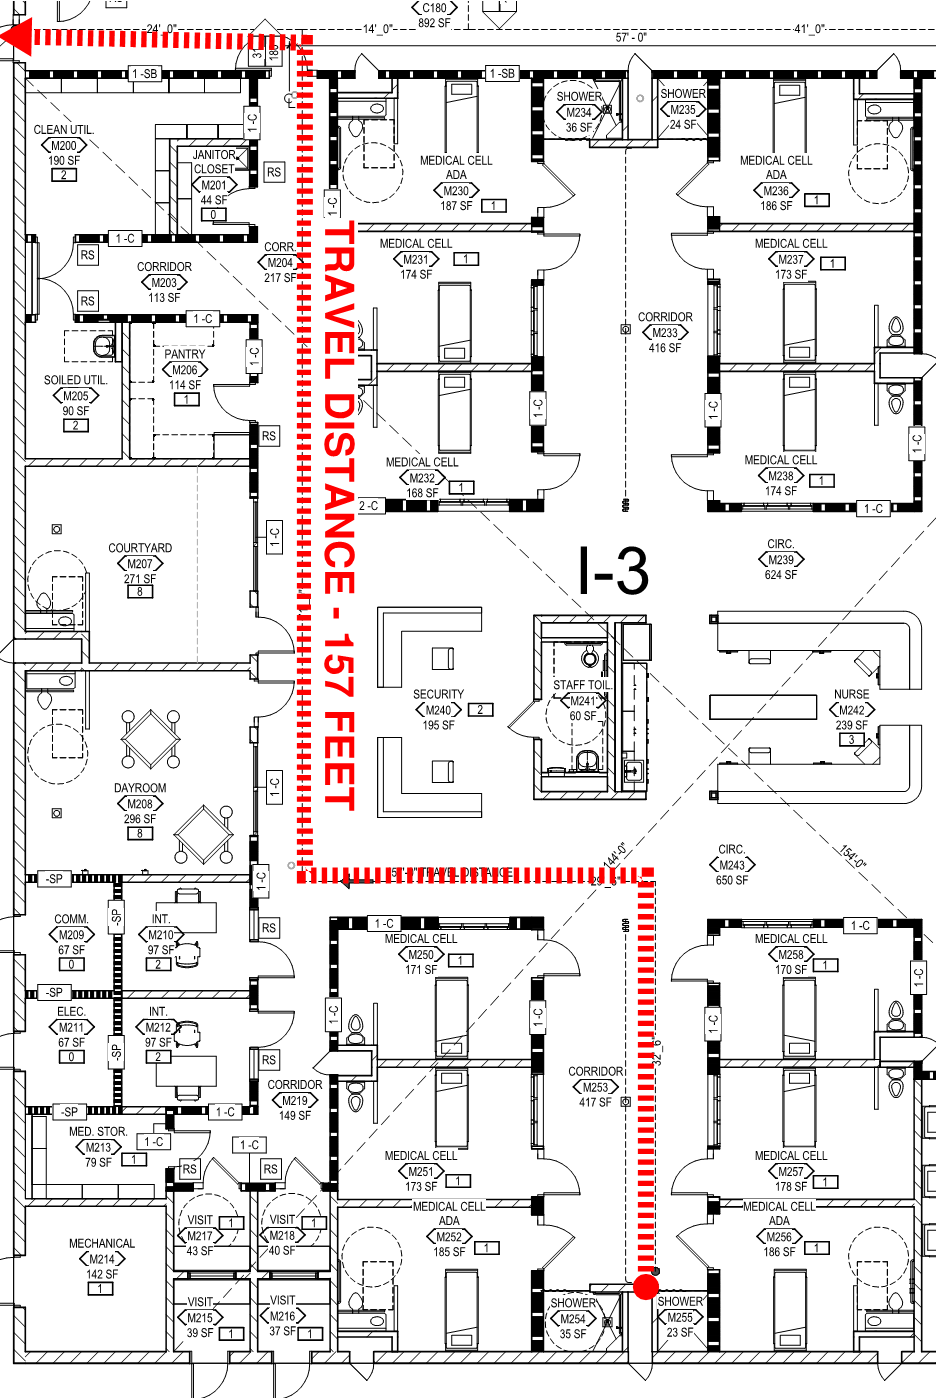 C180
892 SF
24'_0"
14'_0"
57' - 0"
41'_0"
1 -SB
1 -SB
CLEAN UTIL.
M200
190 SF
2
JANITOR
CLOSET
M201
44 SF
0
1 -C
RS
1 -C
MEDICAL CELL
ADA
M230
187 SF
1
SHOWER
M234
36 SF
SHOWER
M235
24 SF
MEDICAL CELL
ADA
M236
186 SF
1
1 -C
RS
CORRIDOR
M203
113 SF
RS
CORR.
M204
217 SF
MEDICAL CELL
M231
174 SF
1
MEDICAL CELL
M237
173 SF
1
CORRIDOR
M233
416 SF
1 -C
1 -C
SOILED UTIL.
M205
90 SF
2
PANTRY
M206
114 SF
1
RS
TRAVEL DISTANCE - 157 FEET
MEDICAL CELL
M232
168 SF
1
2 -C
1 -C
1 -C
MEDICAL CELL
M238
174 SF
1
1 -C
1 -C
COURTYARD
M207
271 SF
8
1 -C
I-3
CIRC.
M239
624 SF
SECURITY
M240
195 SF
2
STAFF TOIL.
M241
60 SF
NURSE
M242
239 SF
3
DAYROOM
M208
296 SF
8
1 -C
CIRC.
M243
650 SF
144'-0"
154'-0"
TRAVEL DISTANCE
-SP
1 -C
COMM.
M209
67 SF
0
-SP
INT.
M210
97 SF
2
RS
1 -C
MEDICAL CELL
M250
171 SF
1
MEDICAL CELL
M258
170 SF
1
1 -C
1 -C
-SP
ELEC.
M211
67 SF
0
-SP
INT.
M212
97 SF
2
RS
1 -C
1 -C
1 -C
CORRIDOR
M219
149 SF
CORRIDOR
M253
417 SF
-SP
1 -C
MED. STOR.
M213
79 SF
1
1 -C
1 -C
RS
RS
MEDICAL CELL
M251
173 SF
1
MEDICAL CELL
M257
178 SF
1
MECHANICAL
M214
142 SF
1
VISIT
M217
43 SF
1
VISIT
M218
40 SF
1
MEDICAL CELL
ADA
M252
185 SF
1
MEDICAL CELL
ADA
M256
186 SF
1
VISIT
M215
39 SF
1
VISIT
M216
37 SF
1
SHOWER
M254
35 SF
SHOWER
M255
23 SF